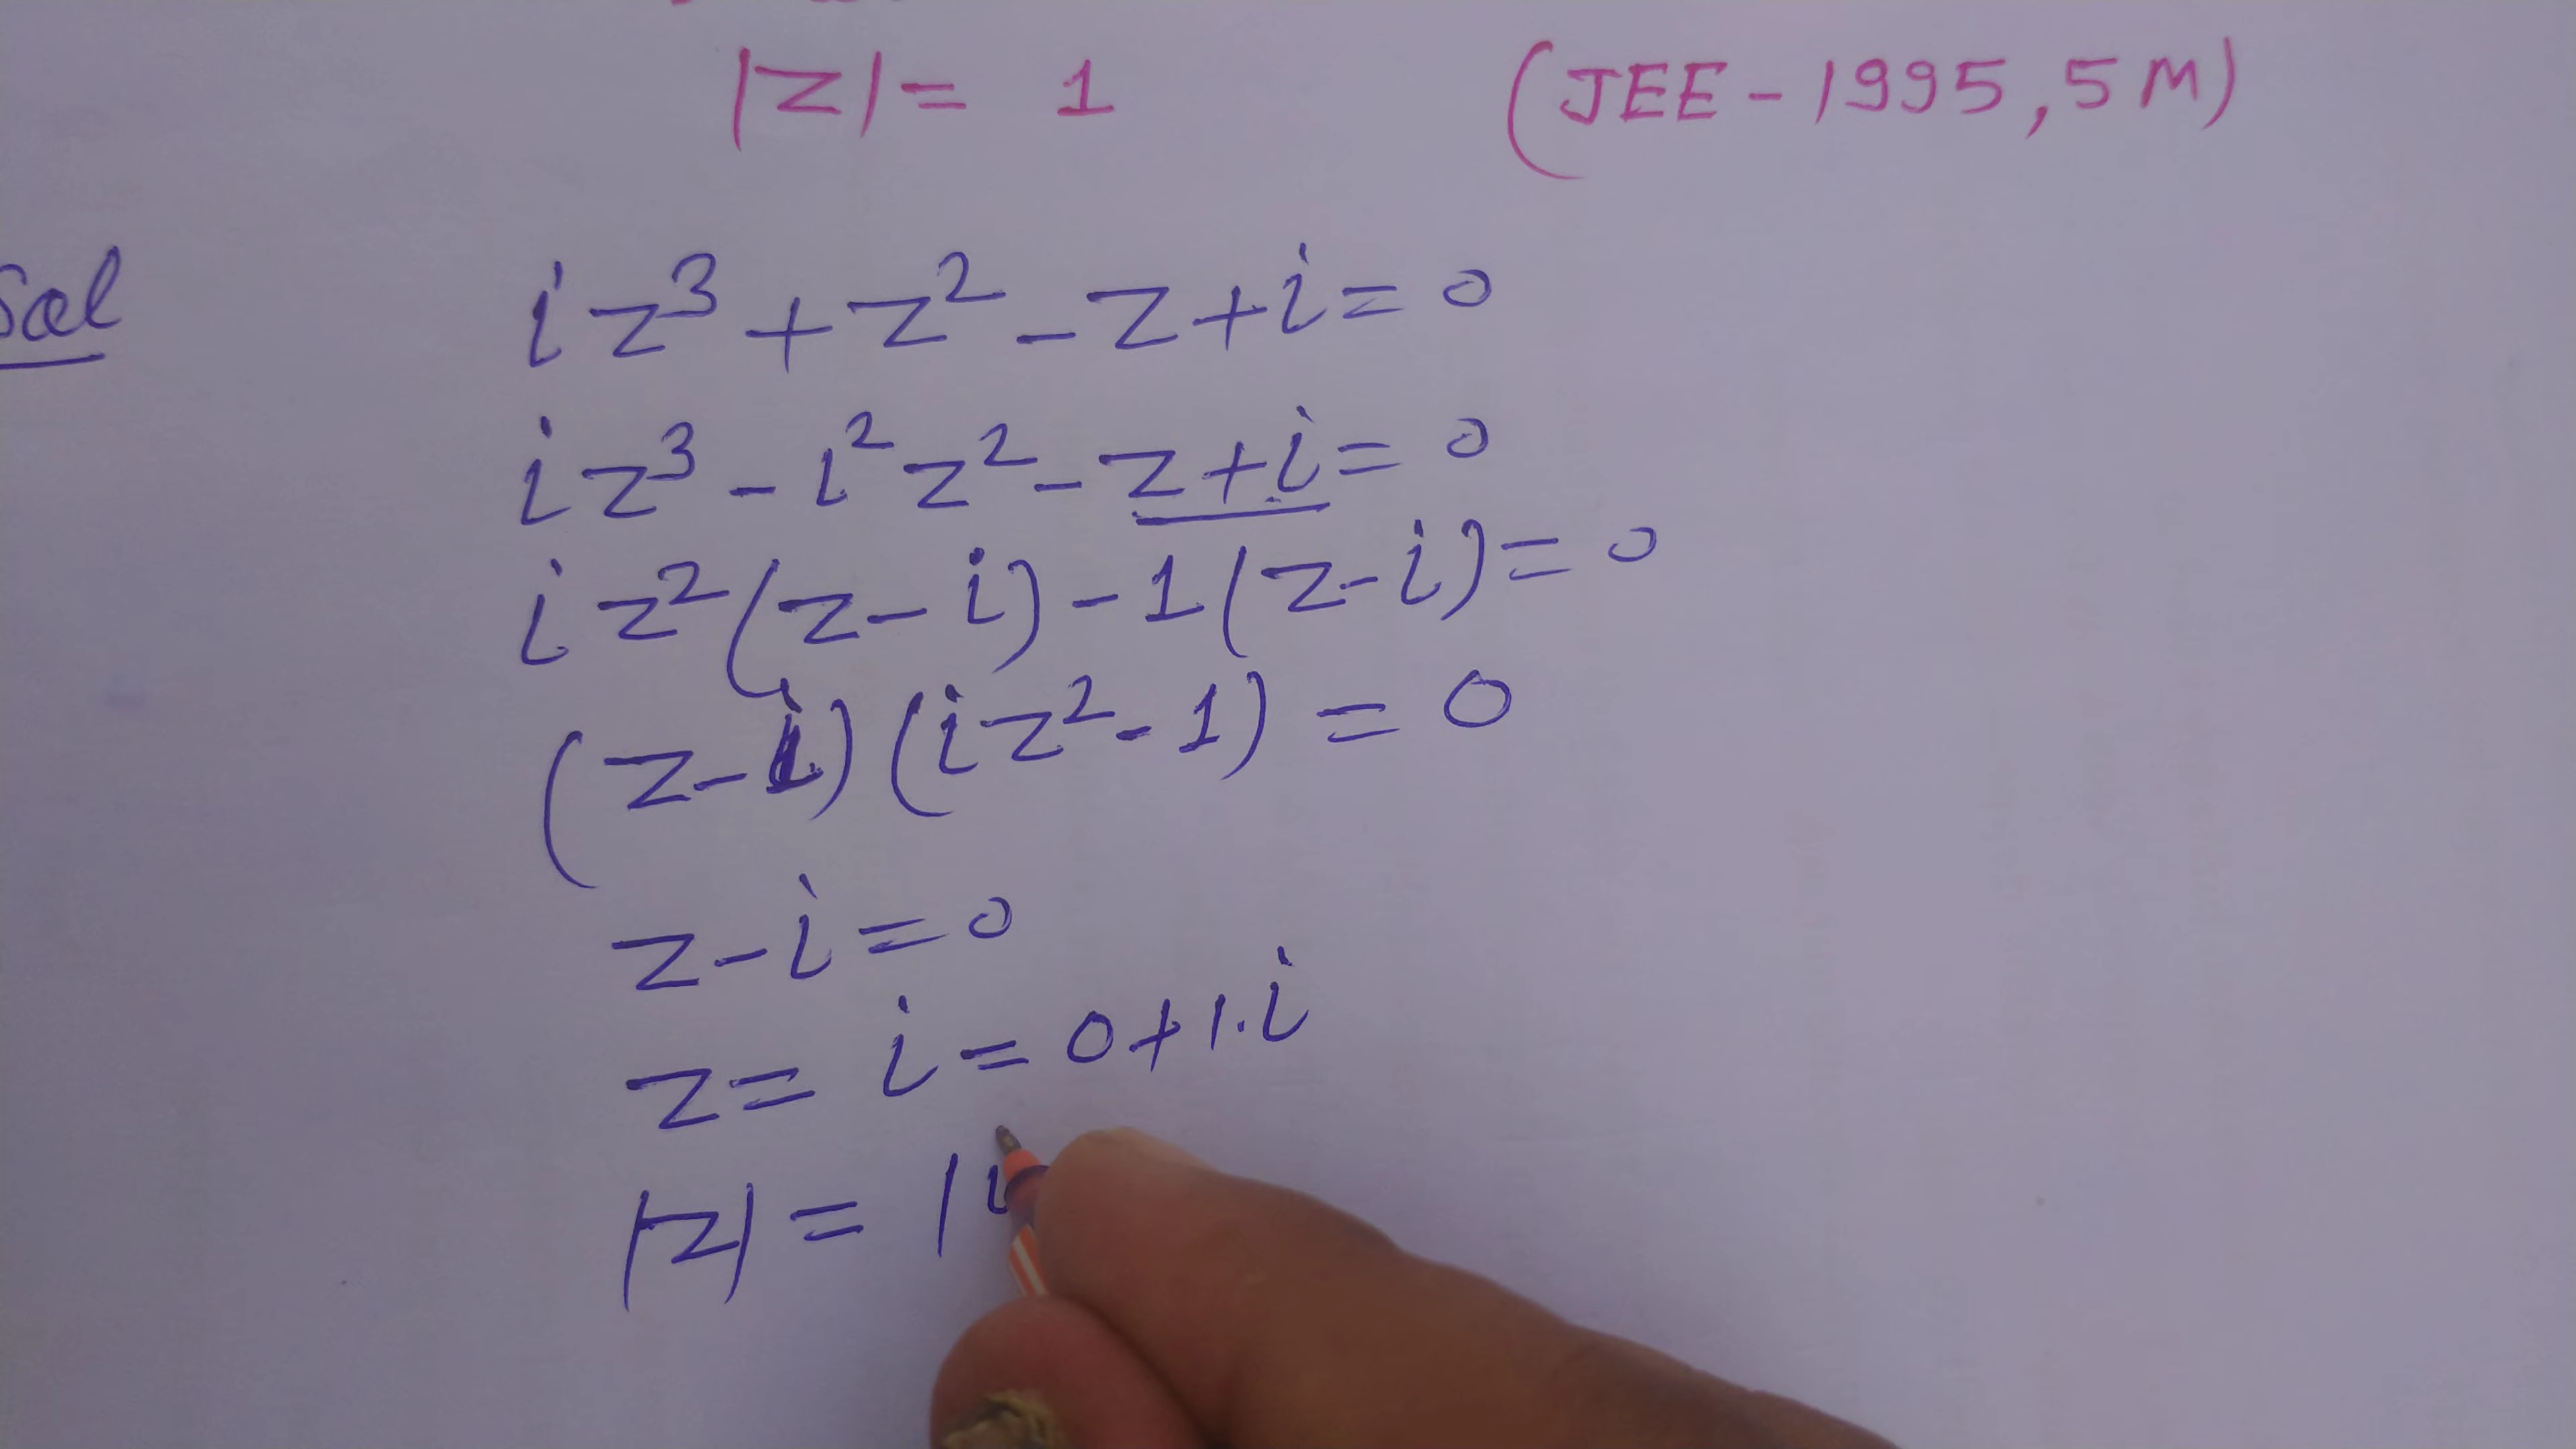 |z| = 1 (JEE - 1995, 5M)
Sol iz³ + z² - z + i = 0
iz³ - i²z² - z + i = 0
iz²(z - i) - 1(z - i) = 0
(z - i)(iz² - 1) = 0
z - i = 0
z = i = 0 + 1.i
|z| = |i